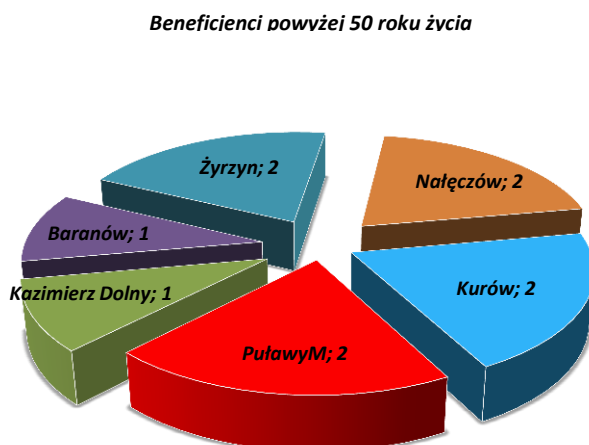 Beneficjenci powyżej 50 roku życia
Żyrzyn; 2
Nałęczów; 2
Baranów; 1
Kazimierz Dolny; 1
Kurów; 2
PuławyM; 2